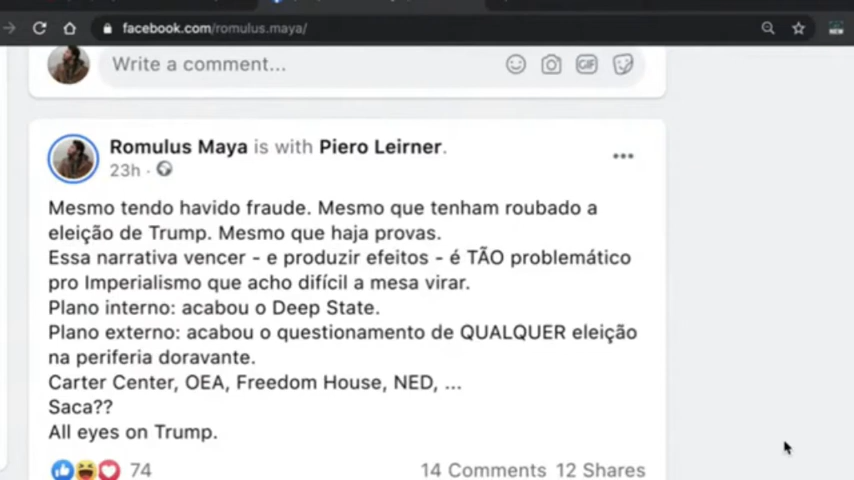 facebook.com/romulus.maya/
NEW
Write a comment...
GIF
Romulus Maya is with Piero Leirner.
23h ·
Mesmo tendo havido fraude. Mesmo que tenham roubado a
eleição de Trump. Mesmo que haja provas.
Essa narrativa vencer - e produzir efeitos - é TÃO problemático
pro Imperialismo que acho difícil a mesa virar.
Plano interno: acabou o Deep State.
Plano externo: acabou o questionamento de QUALQUER eleição
na periferia doravante.
Carter Center, OEA, Freedom House, NED, ...
Saca??
All eyes on Trump.
74
14 Comments 12 Shares